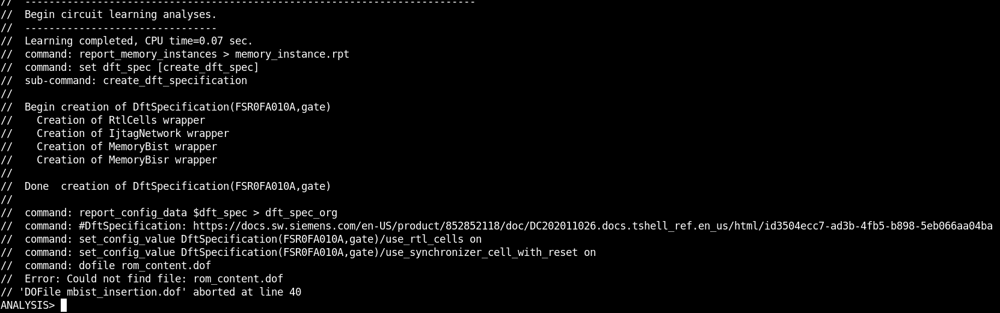 //  ---------------------------------------------------------------------------
//  Begin circuit learning analyses.
//  --------------------------------
//  Learning completed, CPU time=0.07 sec.
//  command: report_memory_instances > memory_instance.rpt
//  command: set dft_spec [create_dft_spec]
//  sub-command: create_dft_specification
//
//  Begin creation of DftSpecification(FSR0FA010A,gate)
//    Creation of RtlCells wrapper
//    Creation of IjtagNetwork wrapper
//    Creation of MemoryBist wrapper
//    Creation of MemoryBisr wrapper
//
//  Done  creation of DftSpecification(FSR0FA010A,gate)
//
//  command: report_config_data $dft_spec > dft_spec_org
//  command: #DftSpecification: https://docs.sw.siemens.com/en-US/product/852852118/doc/DC202011026.docs.tshell_ref.en_us/html/id3504ecc7-ad3b-4fb5-b898-5eb066aa04ba
//  command: set_config_value DftSpecification(FSR0FA010A,gate)/use_rtl_cells on
//  command: set_config_value DftSpecification(FSR0FA010A,gate)/use_synchronizer_cell_with_reset on
//  command: dofile rom_content.dof
//  Error: Could not find file: rom_content.dof
// 'DOFile mbist_insertion.dof' aborted at line 40
ANALYSIS>